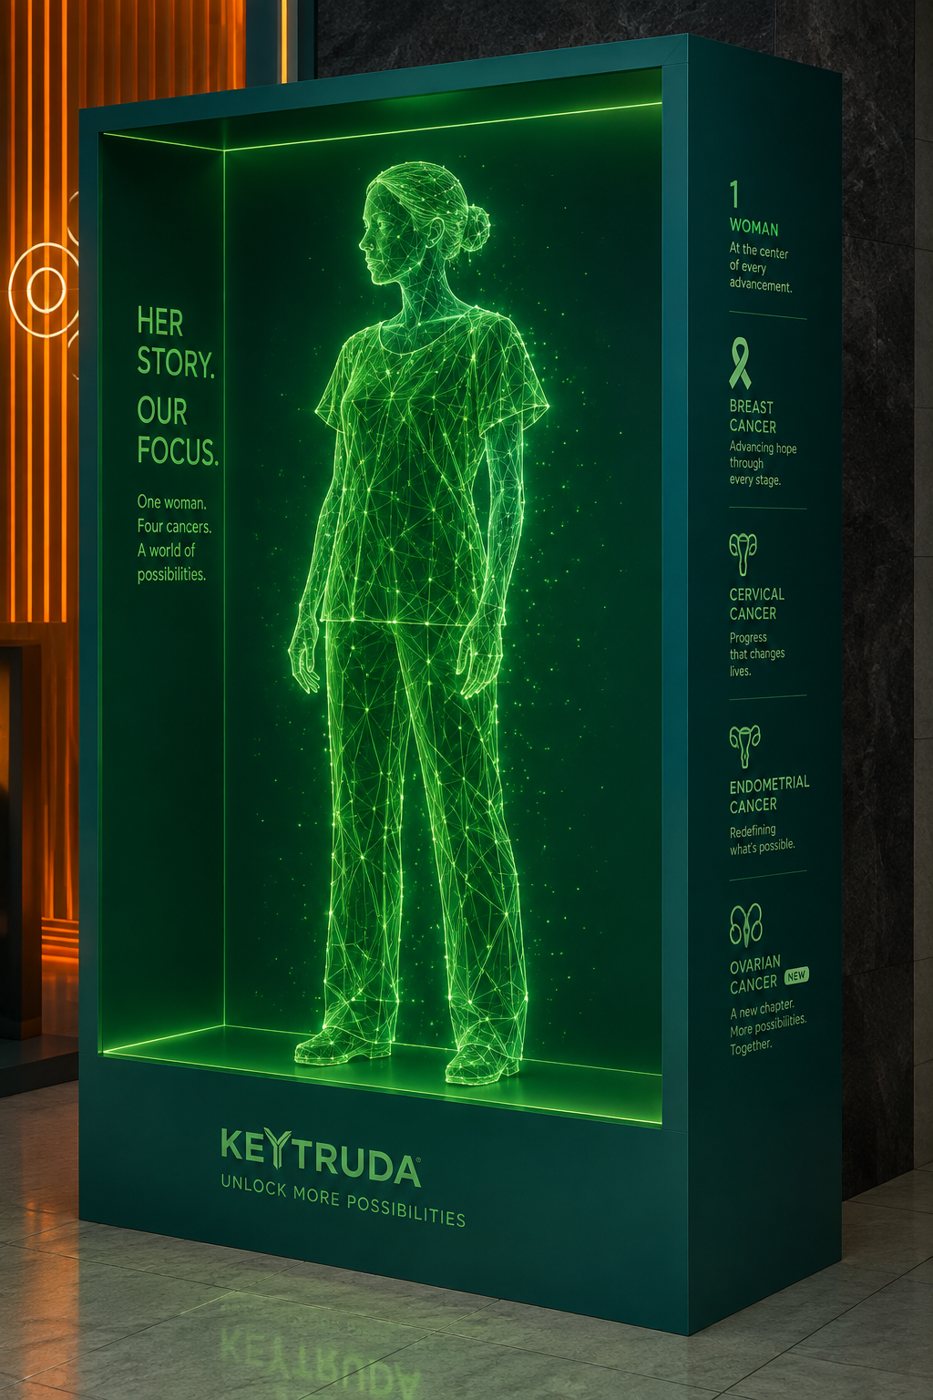 HER
STORY.
OUR
FOCUS.
One woman.
Four cancers.
A world of
possibilities.
KEYTRUDA®
UNLOCK MORE POSSIBILITIES
1
WOMAN
At the center
of every
advancement.
BREAST
CANCER
Advancing hope
through
every stage.
CERVICAL
CANCER
Progress
that changes
lives.
ENDOMETRIAL
CANCER
Redefining
what's possible.
OVARIAN
CANCER NEW
A new chapter.
More possibilities.
Together.
KEYTRUDA